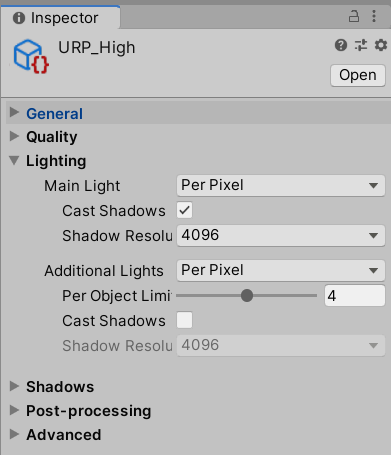 Inspector
URP_High
Open
General
Quality
Lighting
Main Light Per Pixel
Cast Shadows
Shadow Resolu 4096
Additional Lights Per Pixel
Per Object Limi 4
Cast Shadows
Shadow Resolu 4096
Shadows
Post-processing
Advanced